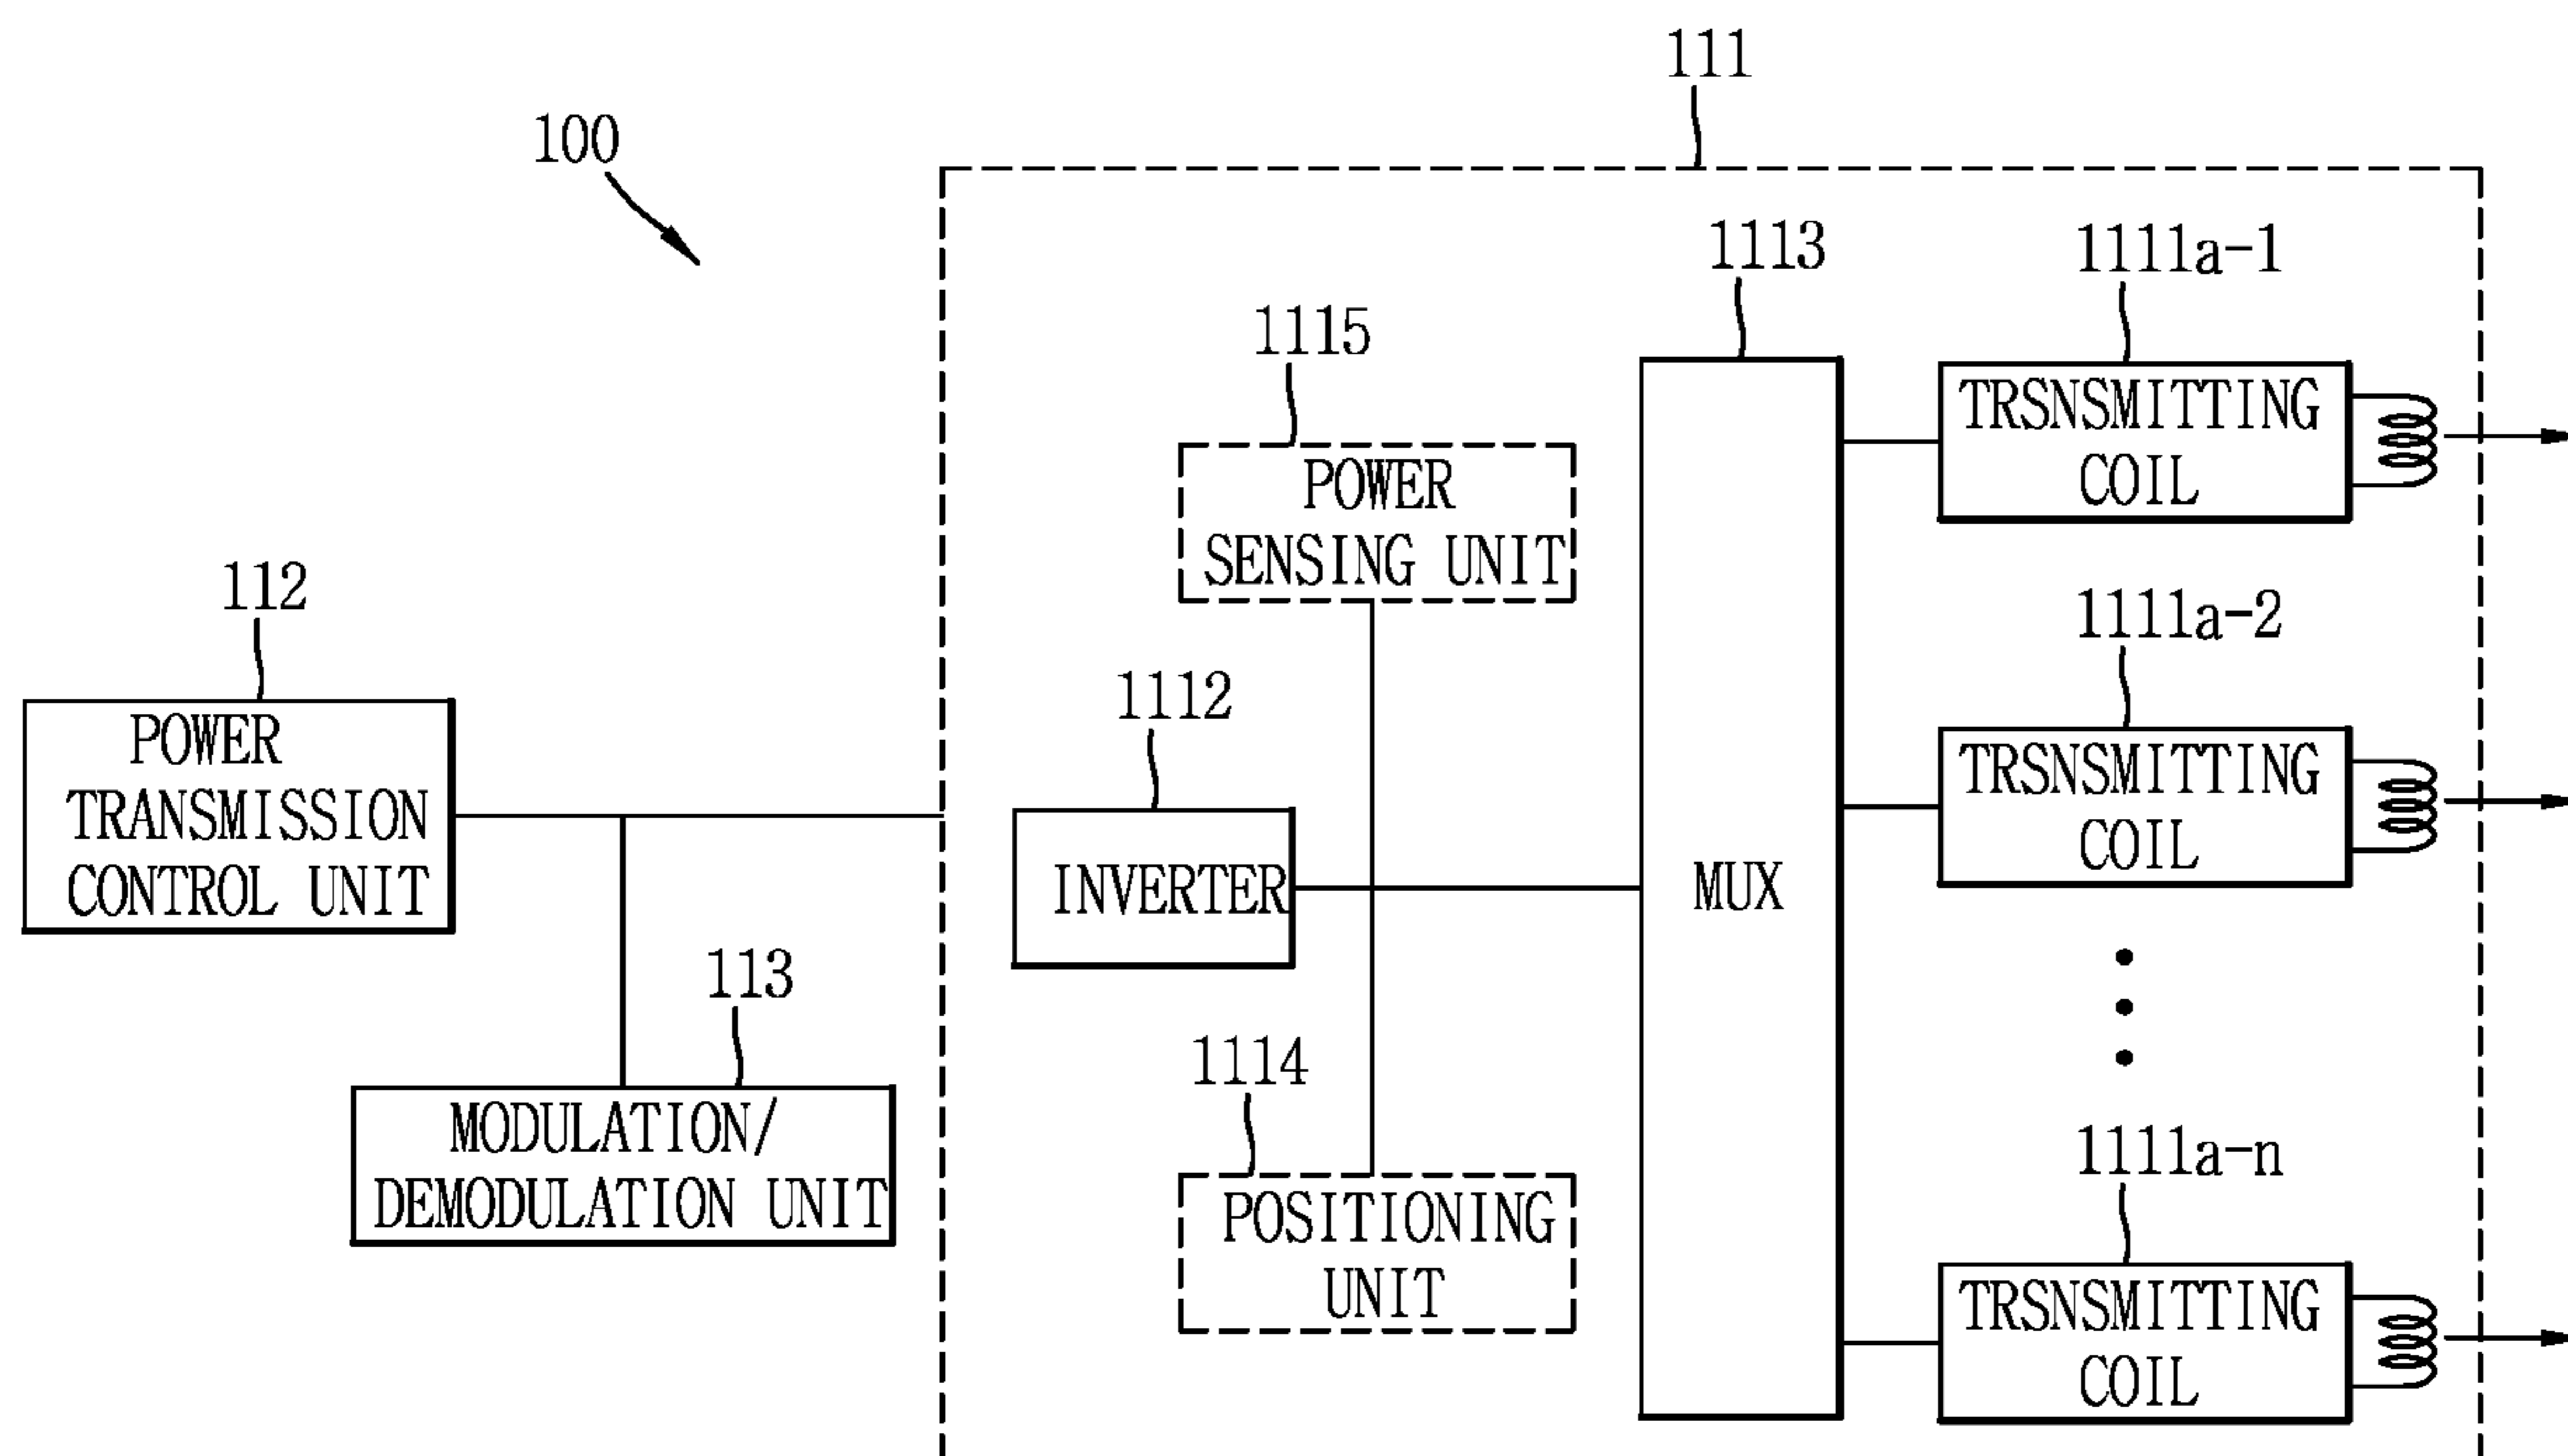 111
100
1113
1111a-1
1115
TRSNSMITTING
COIL
POWER
SENSING UNIT
112
1111a-2
1112
POWER
TRANSMISSION
CONTROL UNIT
TRSNSMITTING
COIL
INVERTER
MUX
113
1114
MODULATION/
DEMODULATION UNIT
1111a-n
POSITIONING
UNIT
TRSNSMITTING
COIL